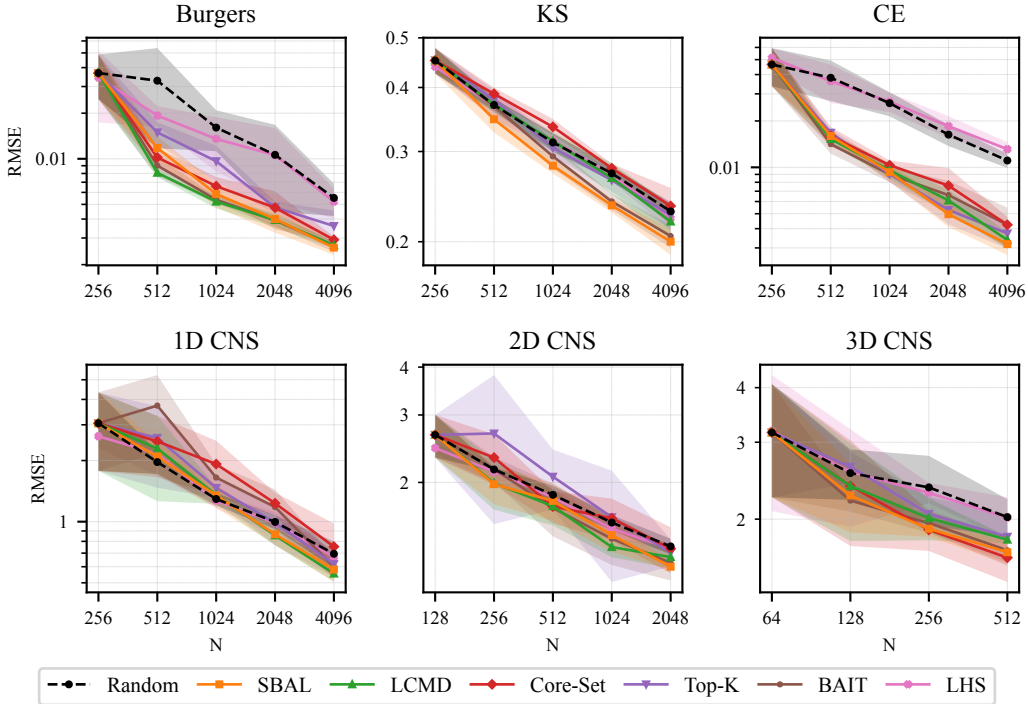 Burgers
KS
CE
RMSE
0.01
256 512 1024 2048 4096
0.5
0.4
0.3
0.2
256 512 1024 2048 4096
0.01
256 512 1024 2048 4096
1D CNS
2D CNS
3D CNS
RMSE
1
256 512 1024 2048 4096
N
4
3
2
128 256 512 1024 2048
N
4
3
2
64 128 256 512
N
Random SBAL LCMD Core-Set Top-K BAIT LHS